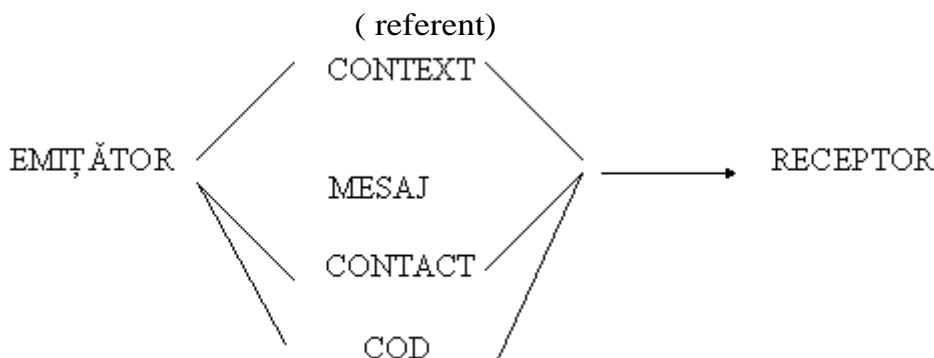 ( referent)
CONTEXT
EMIȚĂTOR
RECEPTOR
MESAJ
CONTACT
COD